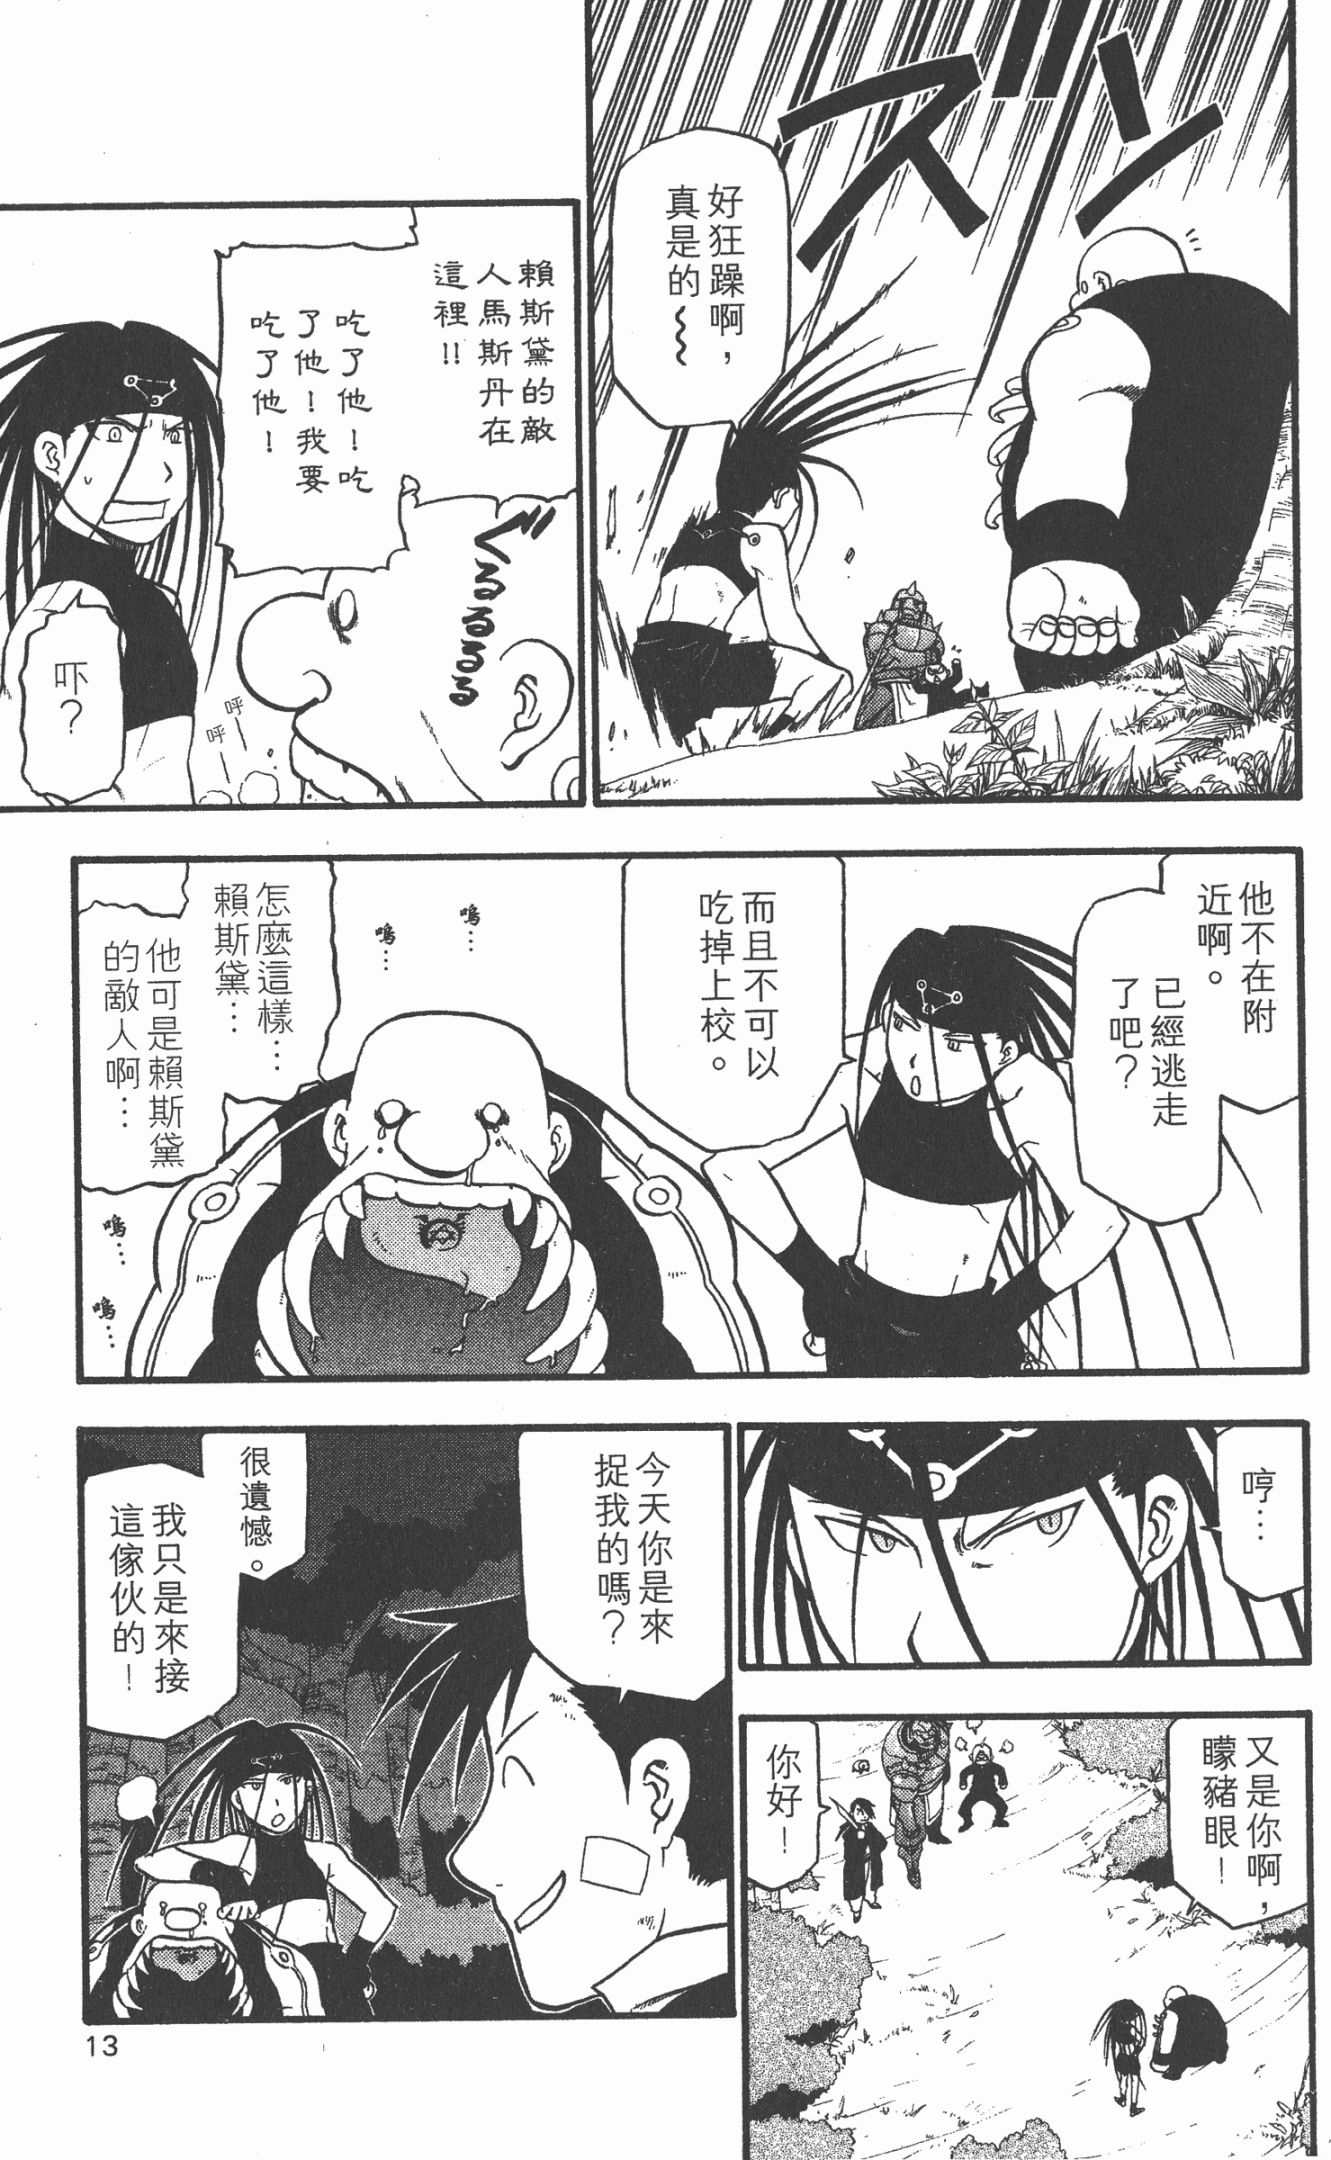 ズン
好狂躁啊，
真是的～
賴斯黛的敵
人馬斯丹在
這裡!!
吃了他！吃
了他！我要
吃了他！
ぐるるるる
呼—
呼—
吓？
他不在附
近啊。
已經逃走
了吧？
而且不可以
吃掉上校。
嗚…
嗚…
怎麼這樣…
賴斯黛…
他可是賴斯黛
的敵人啊…
嗚…
嗚…
哼…
又是你啊，
矇豬眼！
你好！
今天你是來
捉我的嗎？
很遺憾。
我只是來接
這傢伙的！
13